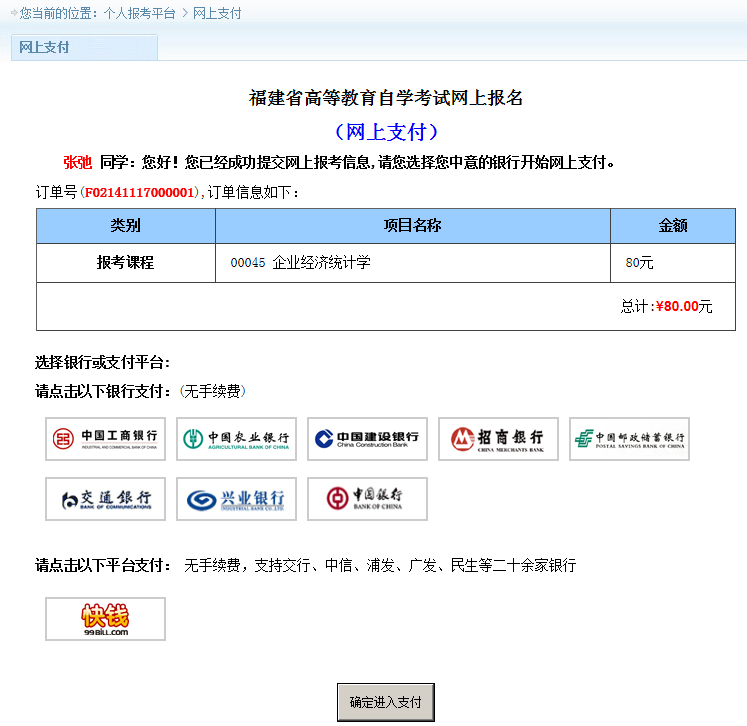 您当前的位置：个人报考平台 > 网上支付
网上支付
福建省高等教育自学考试网上报名
（网上支付）
张弛 同学：您好！您已经成功提交网上报考信息,请您选择您中意的银行开始网上支付。
订单号(F02141117000001),订单信息如下：
类别 项目名称 金额
报考课程 00045 企业经济统计学 80元
总计:¥80.00元
选择银行或支付平台：
请点击以下银行支付：(无手续费)
中国工商银行 中国农业银行 中国建设银行 招商银行 中国邮政储蓄银行
INDUSTRIAL AND COMMERCIAL BANK OF CHINA AGRICULTURAL BANK OF CHINA China Construction Bank CHINA MERCHANTS BANK POSTAL SAVINGS BANK OF CHINA
交通银行 兴业银行 中国银行
BANK OF COMMUNICATIONS INDUSTRIAL BANK CO.,LTD. BANK OF CHINA
请点击以下平台支付： 无手续费，支持交行、中信、浦发、广发、民生等二十余家银行
快钱
99BILL.COM
确定进入支付